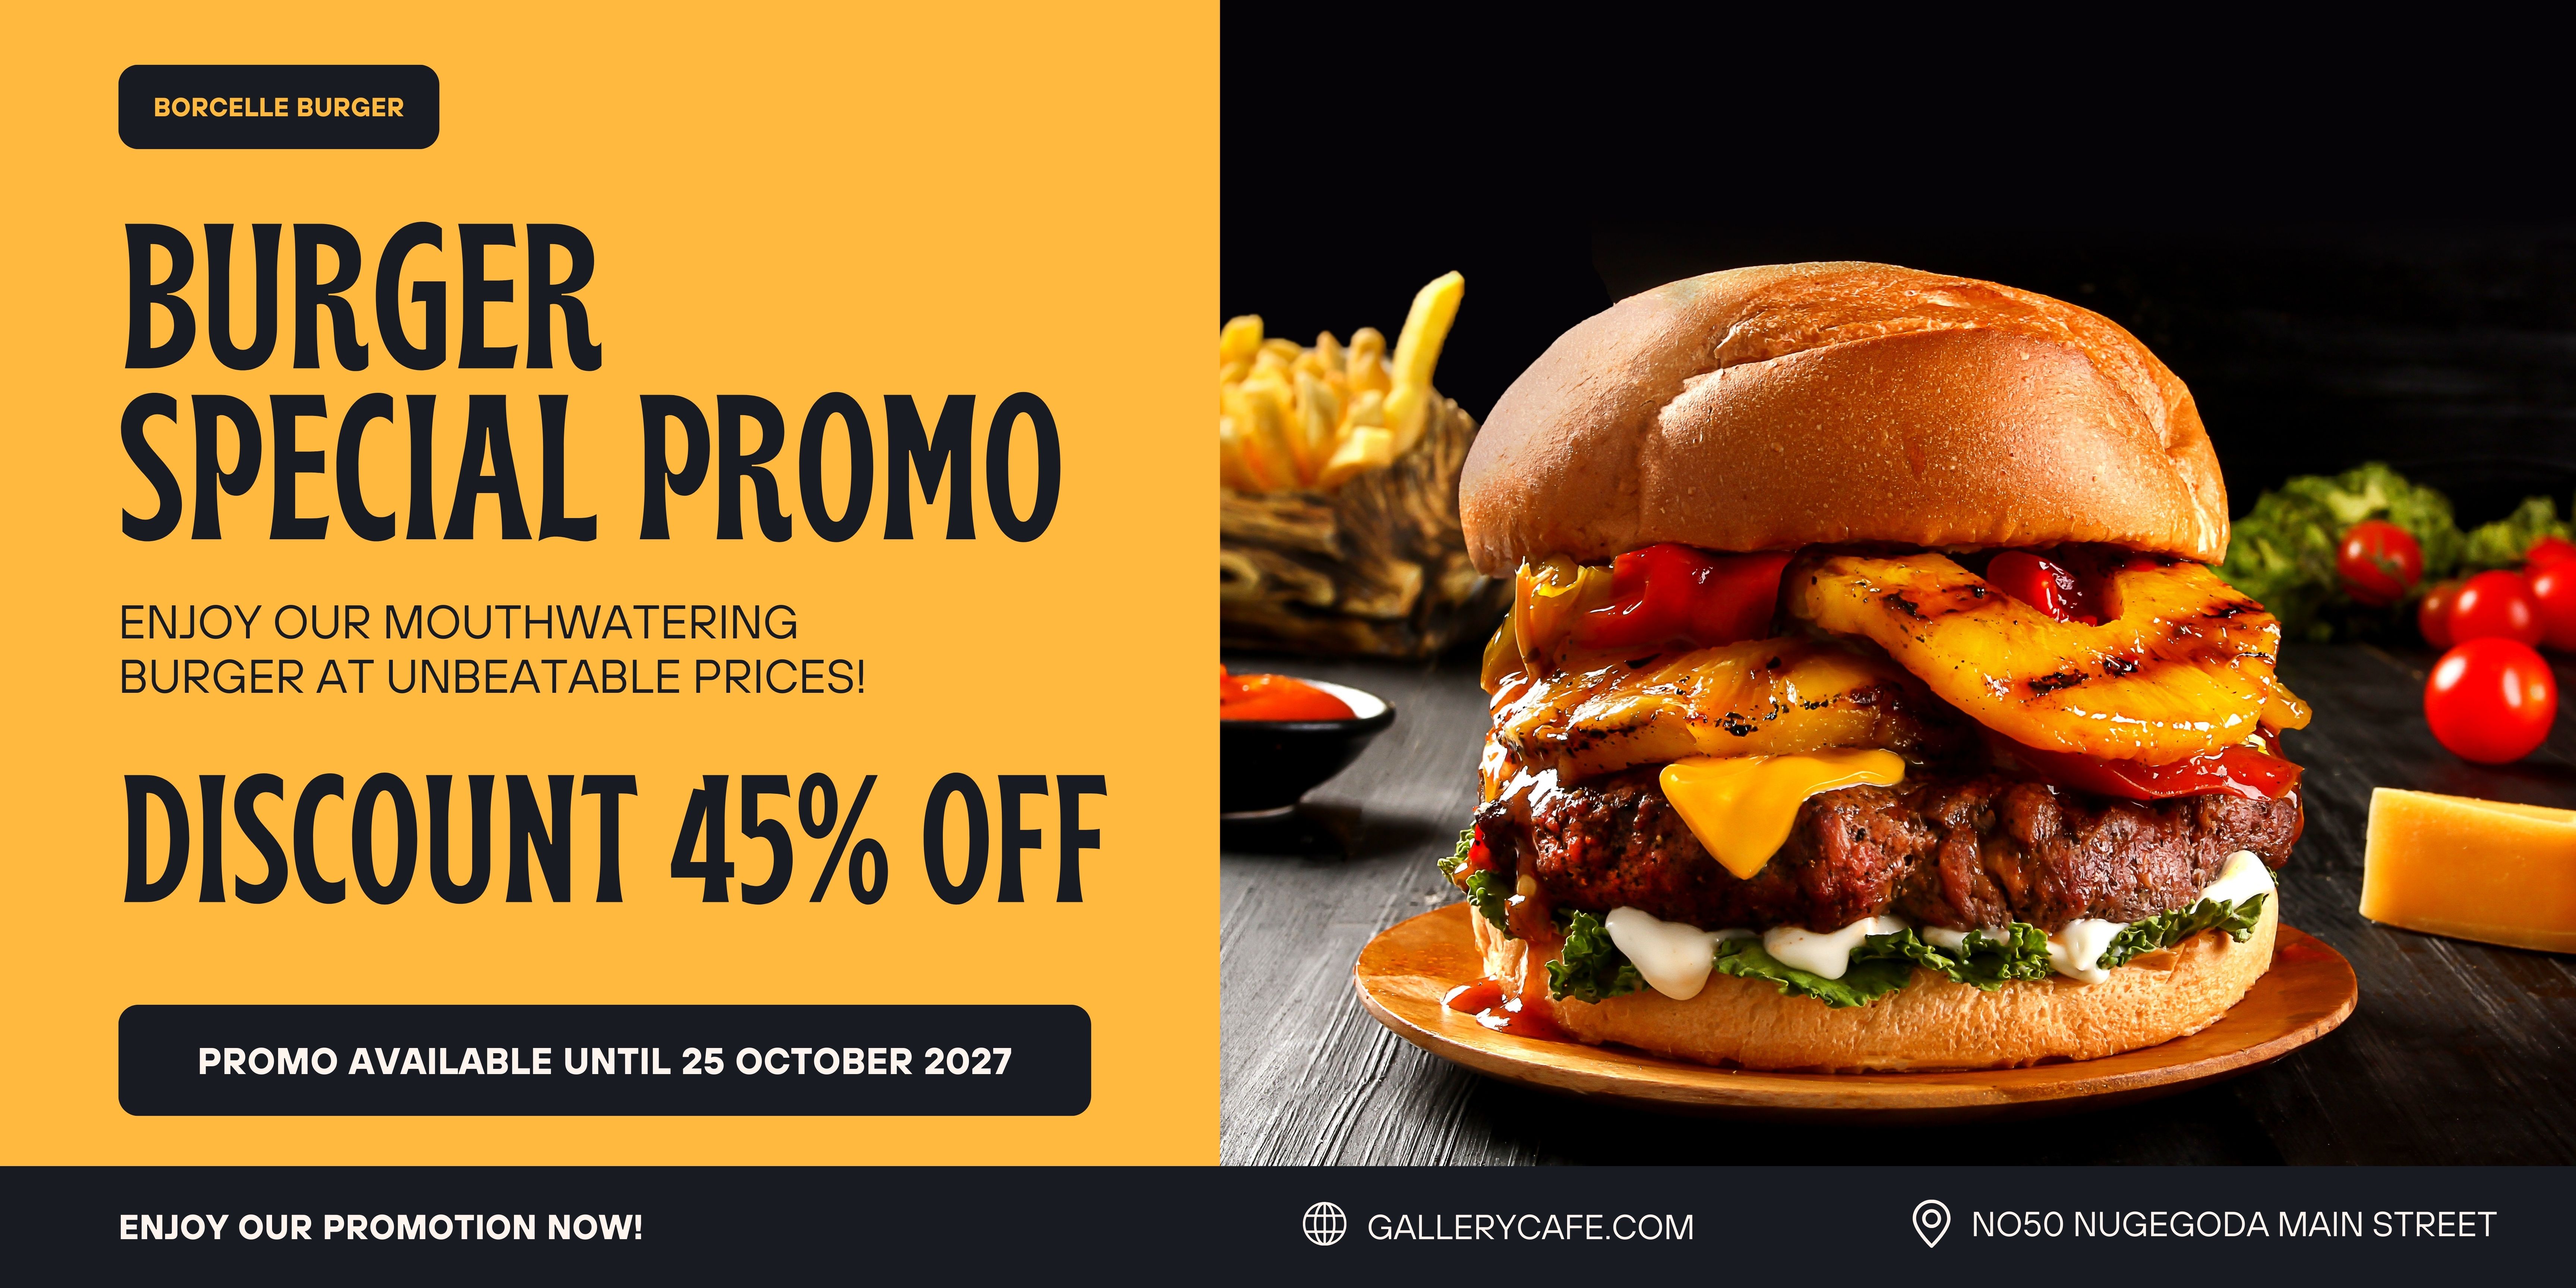 BORCELLE BURGER
BURGER
SPECIAL PROMO
ENJOY OUR MOUTHWATERING
BURGER AT UNBEATABLE PRICES!
DISCOUNT 45% OFF
PROMO AVAILABLE UNTIL 25 OCTOBER 2027
ENJOY OUR PROMOTION NOW!
GALLERYCAFE.COM
NO50 NUGEGODA MAIN STREET